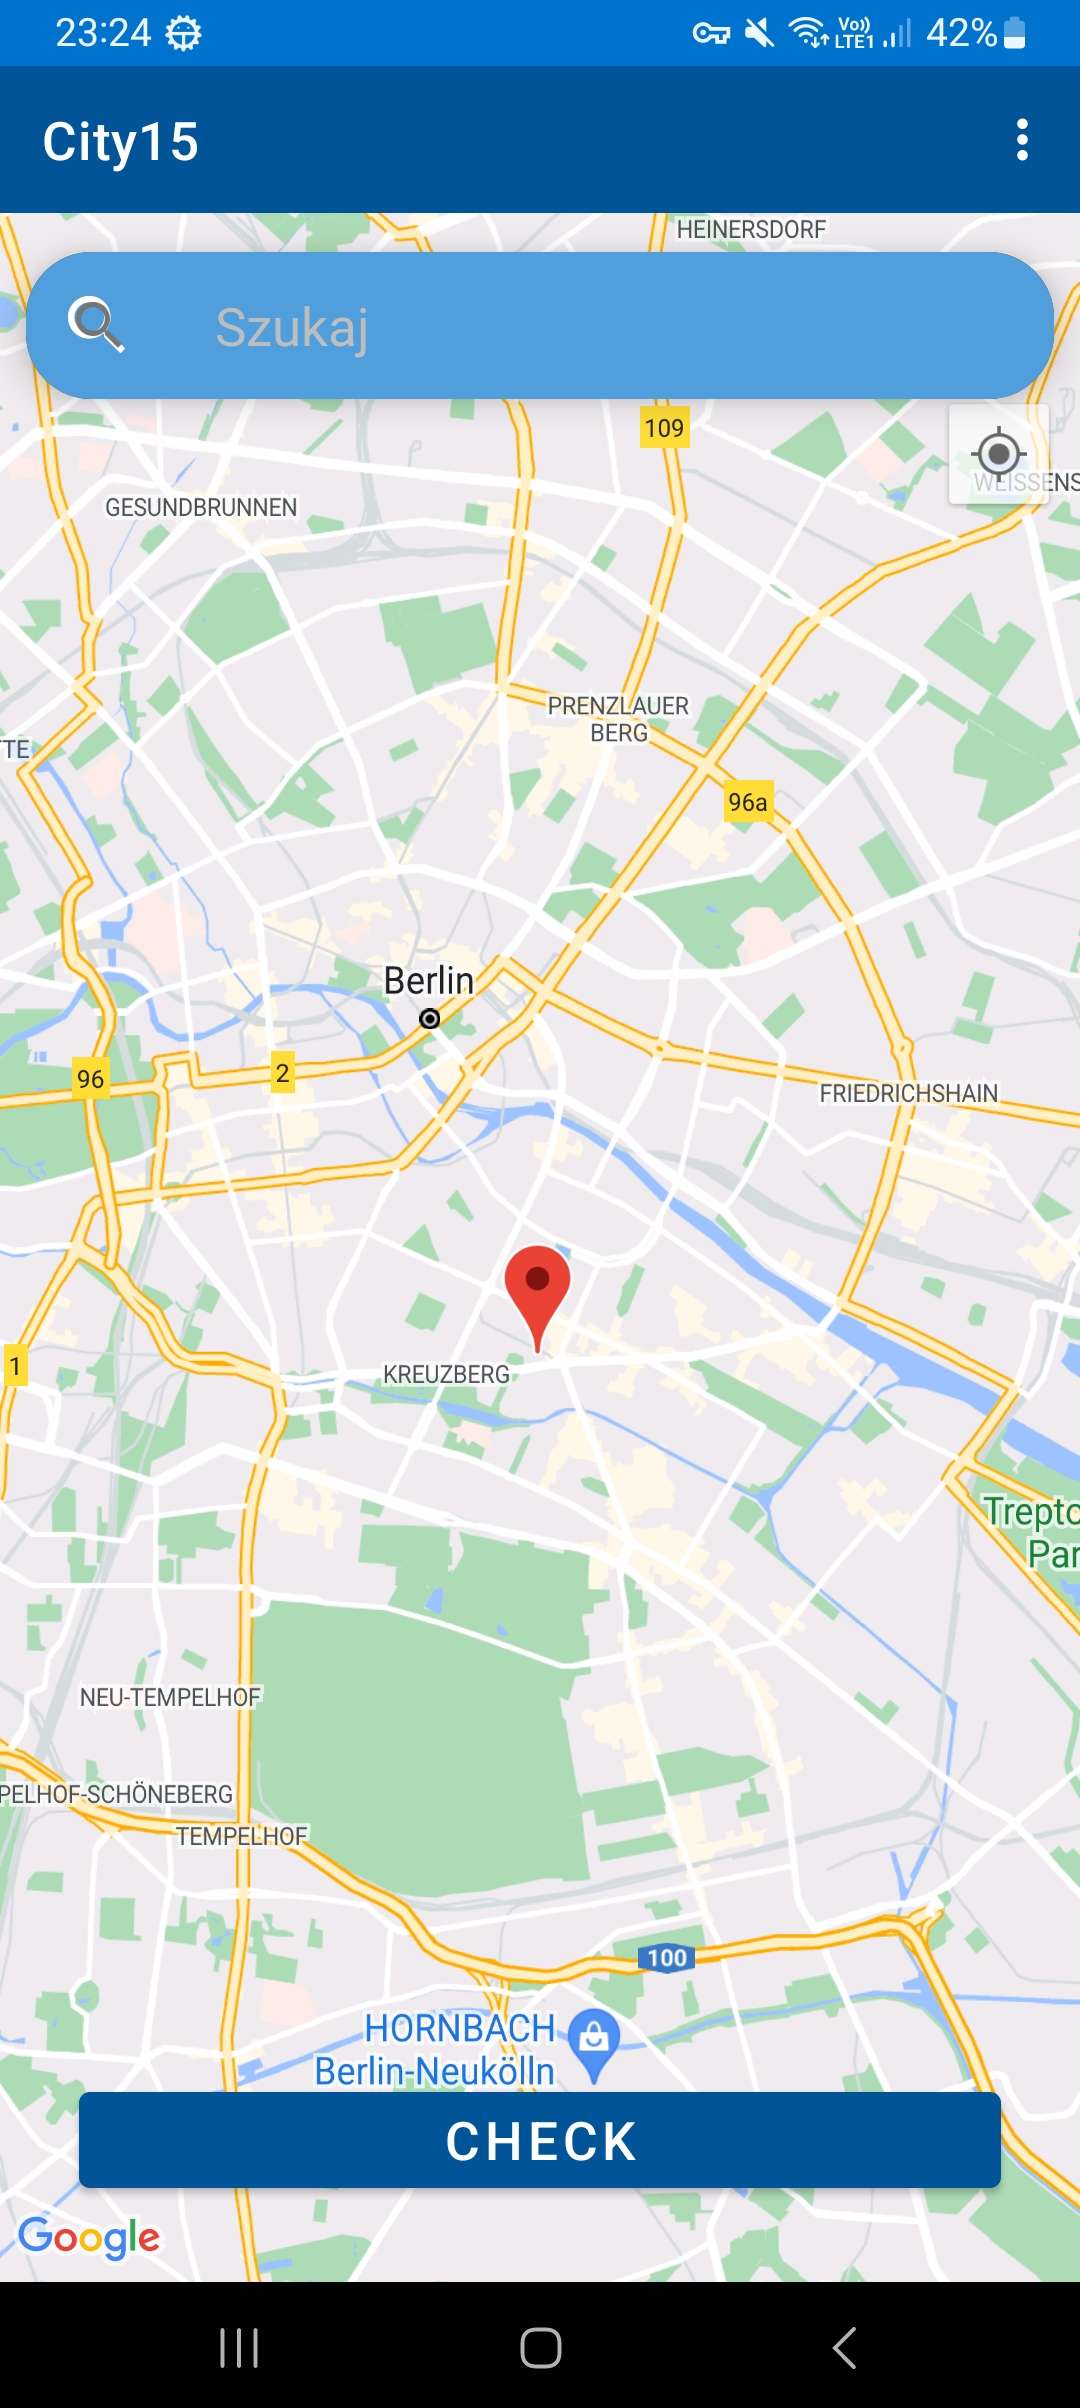 23:24
Vo))
LTE1
42%
City15
HEINERSDORF
Szukaj
109
WEISSENS
GESUNDBRUNNEN
PRENZLAUER
BERG
TTE
96a
Berlin
96
2
FRIEDRICHSHAIN
1
KREUZBERG
Trepto
Par
NEU-TEMPELHOF
PELHOF-SCHÖNEBERG
TEMPELHOF
100
HORNBACH
Berlin-Neukölln
CHECK
Google